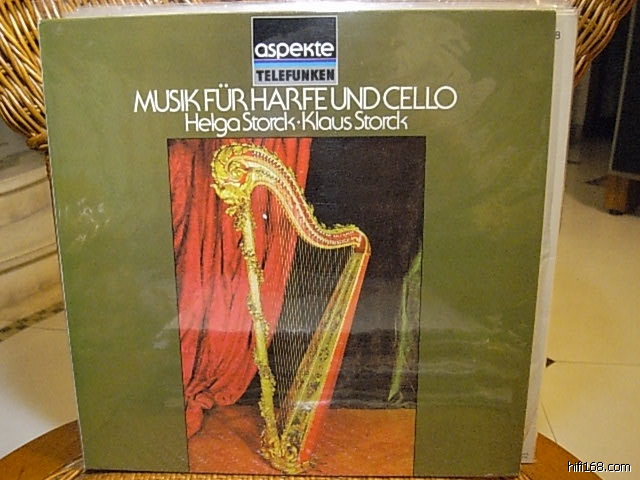 aspekte
TELEFUNKEN
MUSIK FÜR HARFE UND CELLO
Helga Storck · Klaus Storck
hifi168.com